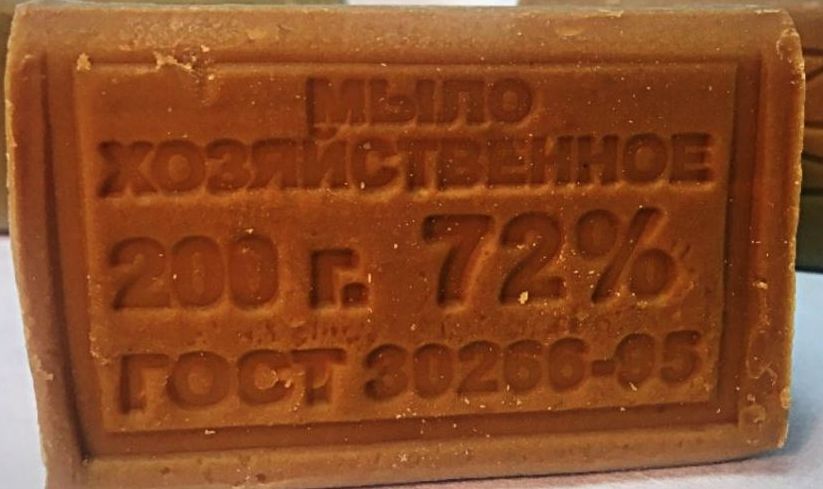 МЫЛО
ХОЗЯЙСТВЕННОЕ
200 г. 72%
ГОСТ 30266-95